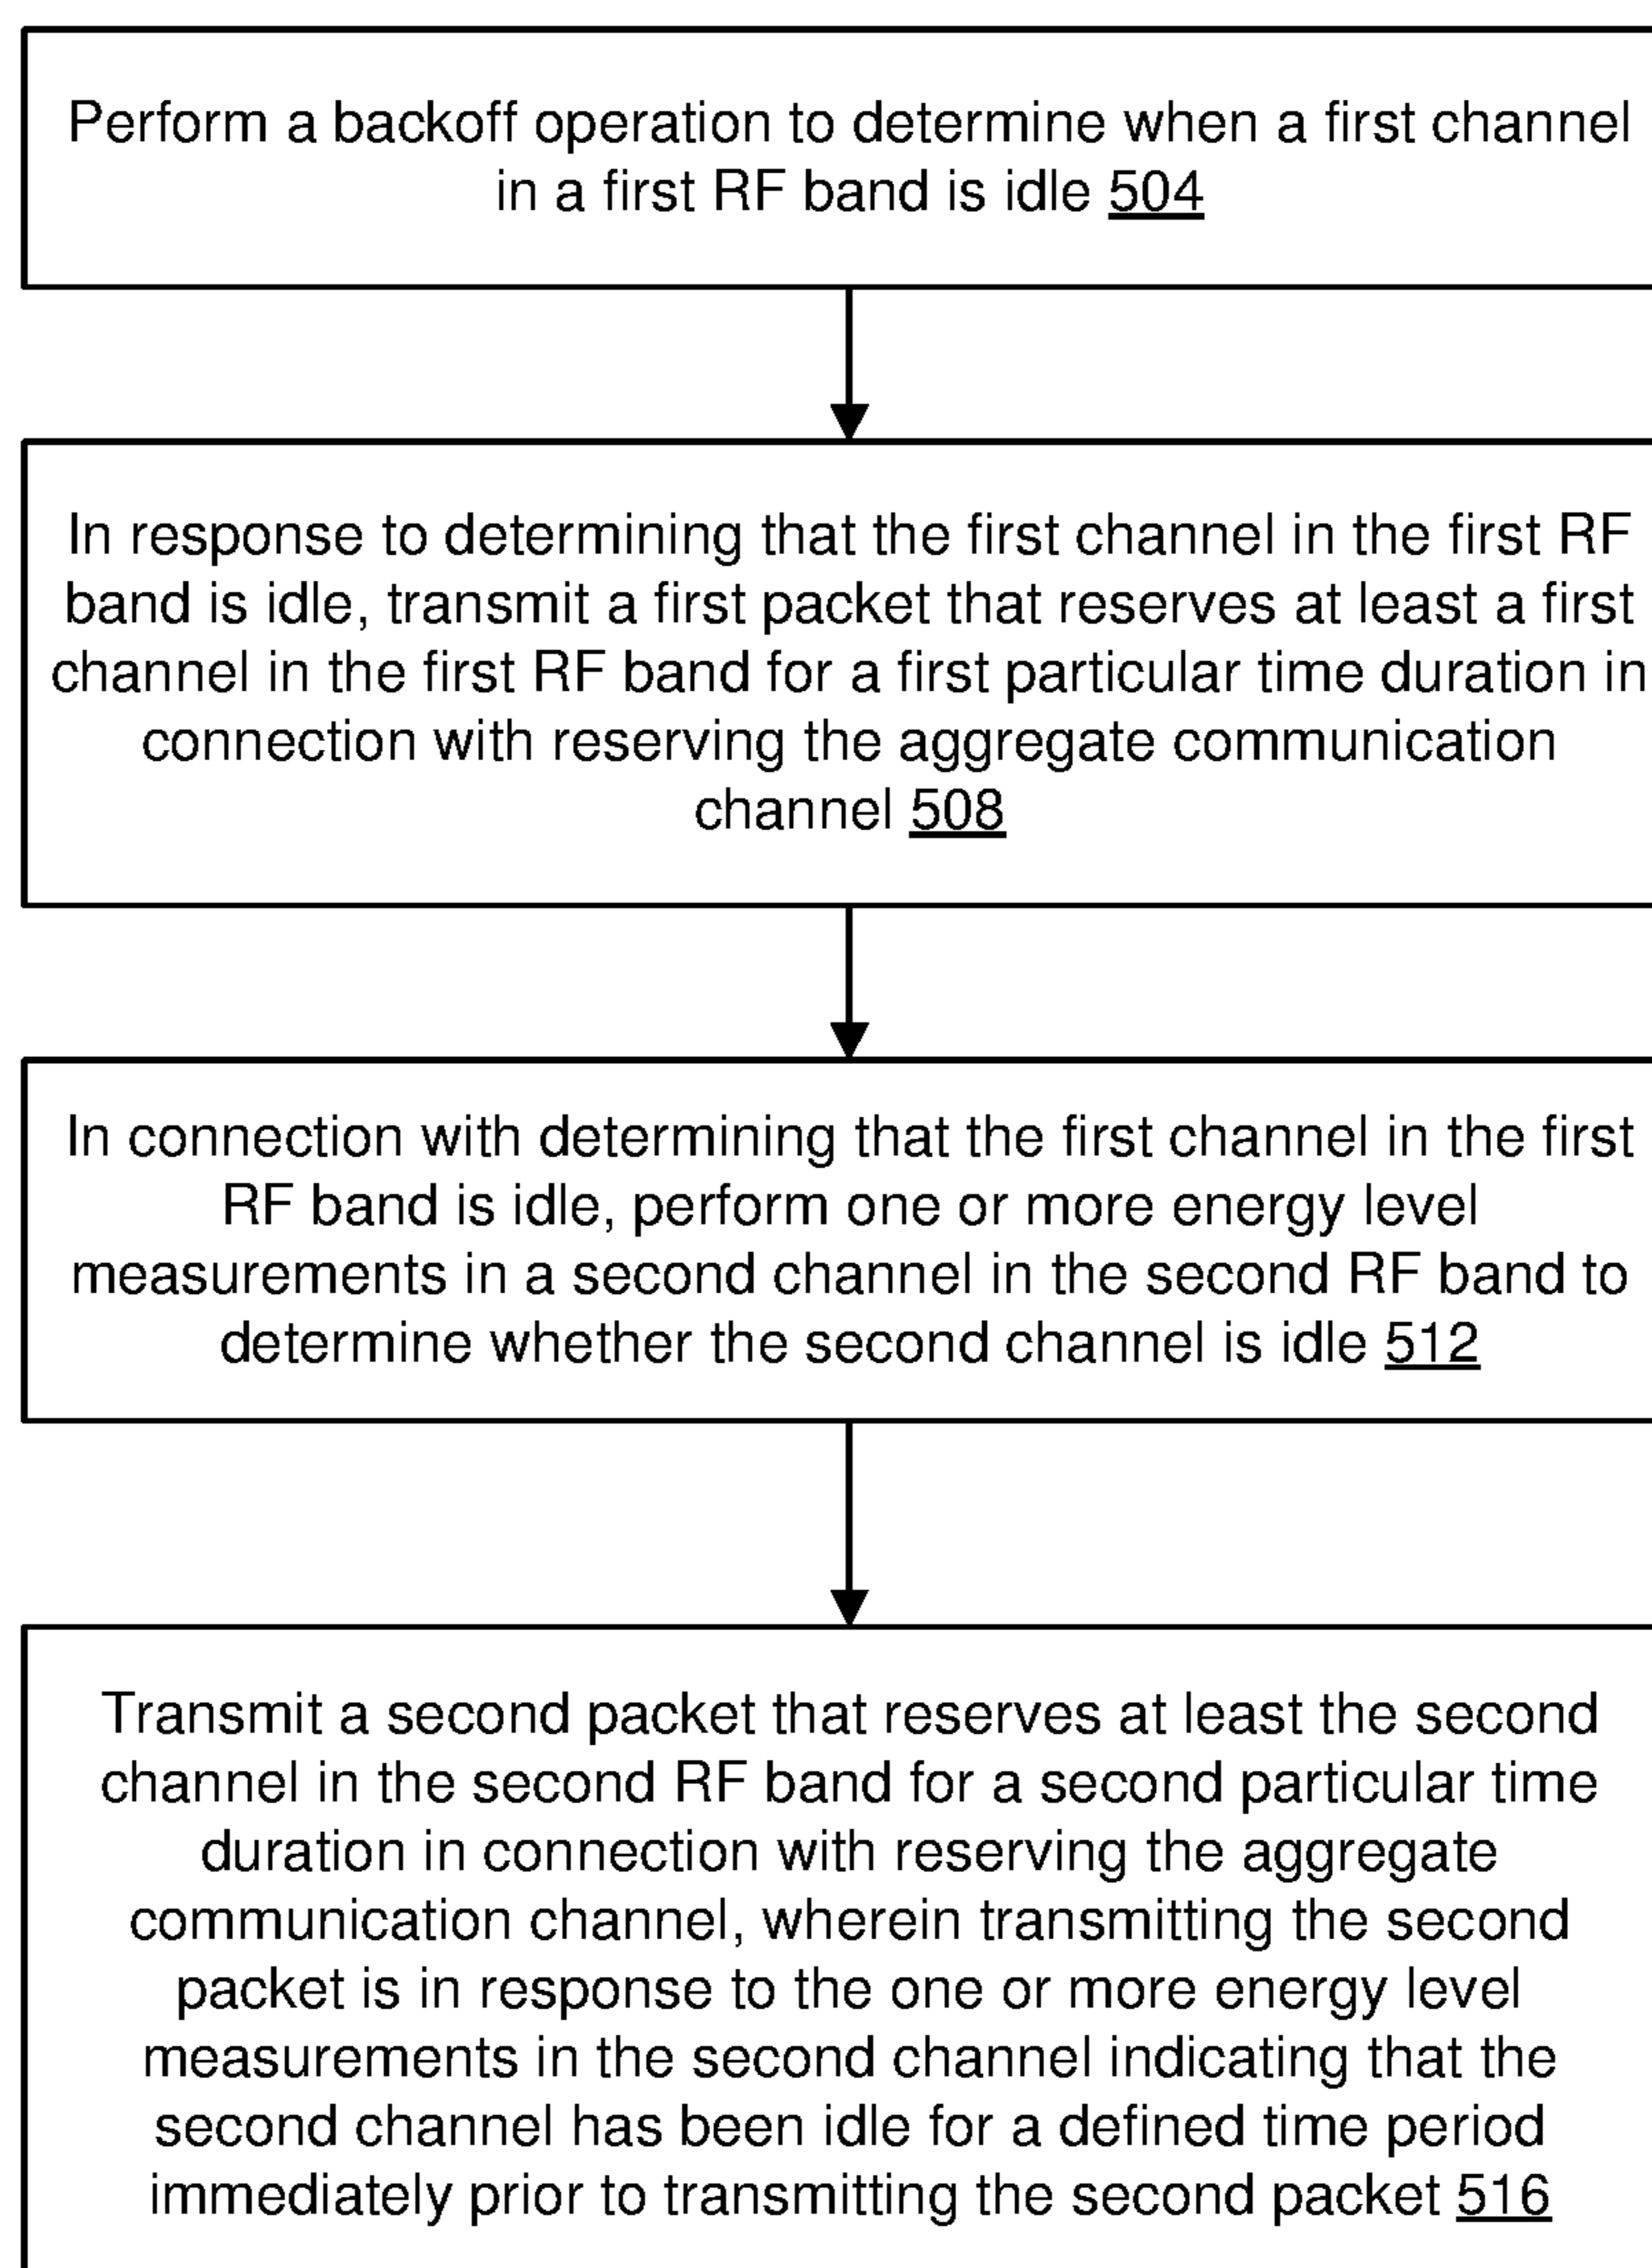 Perform a backoff operation to determine when a first channel
in a first RF band is idle 504
In response to determining that the first channel in the first RF
band is idle, transmit a first packet that reserves at least a first
channel in the first RF band for a first particular time duration in
connection with reserving the aggregate communication
channel 508
In connection with determining that the first channel in the first
RF band is idle, perform one or more energy level
measurements in a second channel in the second RF band to
determine whether the second channel is idle 512
Transmit a second packet that reserves at least the second
channel in the second RF band for a second particular time
duration in connection with reserving the aggregate
communication channel, wherein transmitting the second
packet is in response to the one or more energy level
measurements in the second channel indicating that the
second channel has been idle for a defined time period
immediately prior to transmitting the second packet 516